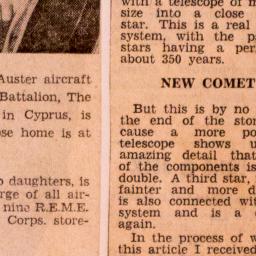 Auster aircraft
Battalion, The
in Cyprus, is
se home is at
daughters, is
rge of all air-
nine R.E.M.E.
Corps. store-
with a telescope of m
size into a close
star. This is a real
system, with the p
stars having a per
about 350 years.
NEW COMET
But this is by no
the end of the stor
cause a more po
telescope shows u
amazing detail that
of the components is
double. A third star,
fainter and more d
is also connected wit
system and is a
again.
In the process of w
this article I received